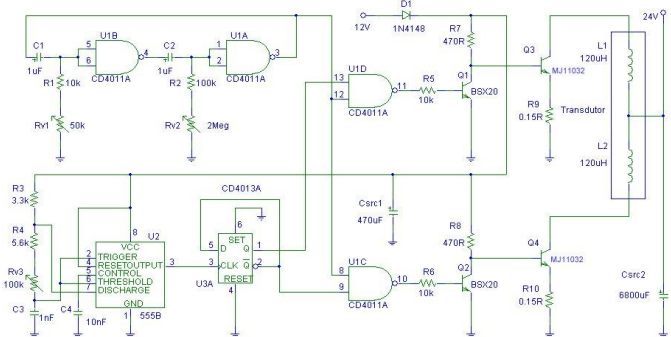 D1
12V
1N4148
24V
C1
1uF
U1B
5
6
4
CD4011A
C2
1uF
U1A
1
2
3
CD4011A
R1
10k
R2
100k
Rv1
50k
Rv2
2Meg
R7
470R
Q3
MJ11032
L1
120uH
U1D
13
12
11
CD4011A
R5
10k
Q1
BSX20
R9
0.15R
Transdutor
L2
120uH
R3
3.3k
R4
5.6k
Rv3
100k
C3
1nF
C4
10nF
U2
8
VCC
2
TRIGGER
4
RESET
OUTPUT
3
5
CONTROL
6
THRESHOLD
7
DISCHARGE
GND
1
555B
CD4013A
6
SET
5
D
Q
1
3
CLK
Q
2
RESET
4
U3A
Csrc1
470uF
U1C
8
9
10
CD4011A
R6
10k
R8
470R
Q2
BSX20
Q4
MJ11032
R10
0.15R
Csrc2
6800uF